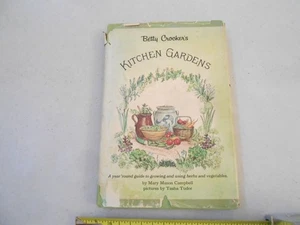 Betty Crocker's
KITCHEN GARDENS
A year 'round guide to growing and using herbs and vegetables
by Mary Mason Campbell
pictures by Tasha Tudor